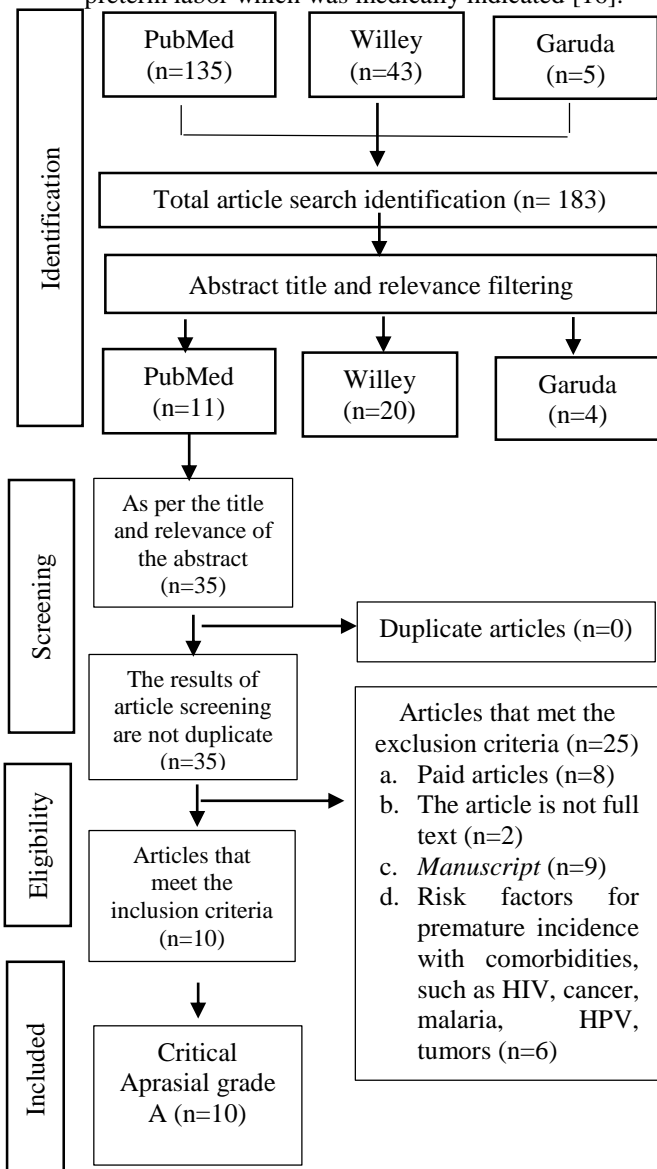 preterm labor which was medically indicated [16].
PubMed
(n=135)
Willey
(n=43)
Garuda
(n=5)
Identification
Total article search identification (n= 183)
Abstract title and relevance filtering
PubMed
(n=11)
Willey
(n=20)
Garuda
(n=4)
Screening
As per the title
and relevance of
the abstract
(n=35)
Duplicate articles (n=0)
The results of
article screening
are not duplicate
(n=35)
Articles that met the
exclusion criteria (n=25)
a. Paid articles (n=8)
b. The article is not full
text (n=2)
c. Manuscript (n=9)
d. Risk factors for
premature incidence
with comorbidities,
such as HIV, cancer,
malaria, HPV,
tumors (n=6)
Eligibility
Articles that
meet the
inclusion criteria
(n=10)
Included
Critical
Aprasial grade
A (n=10)